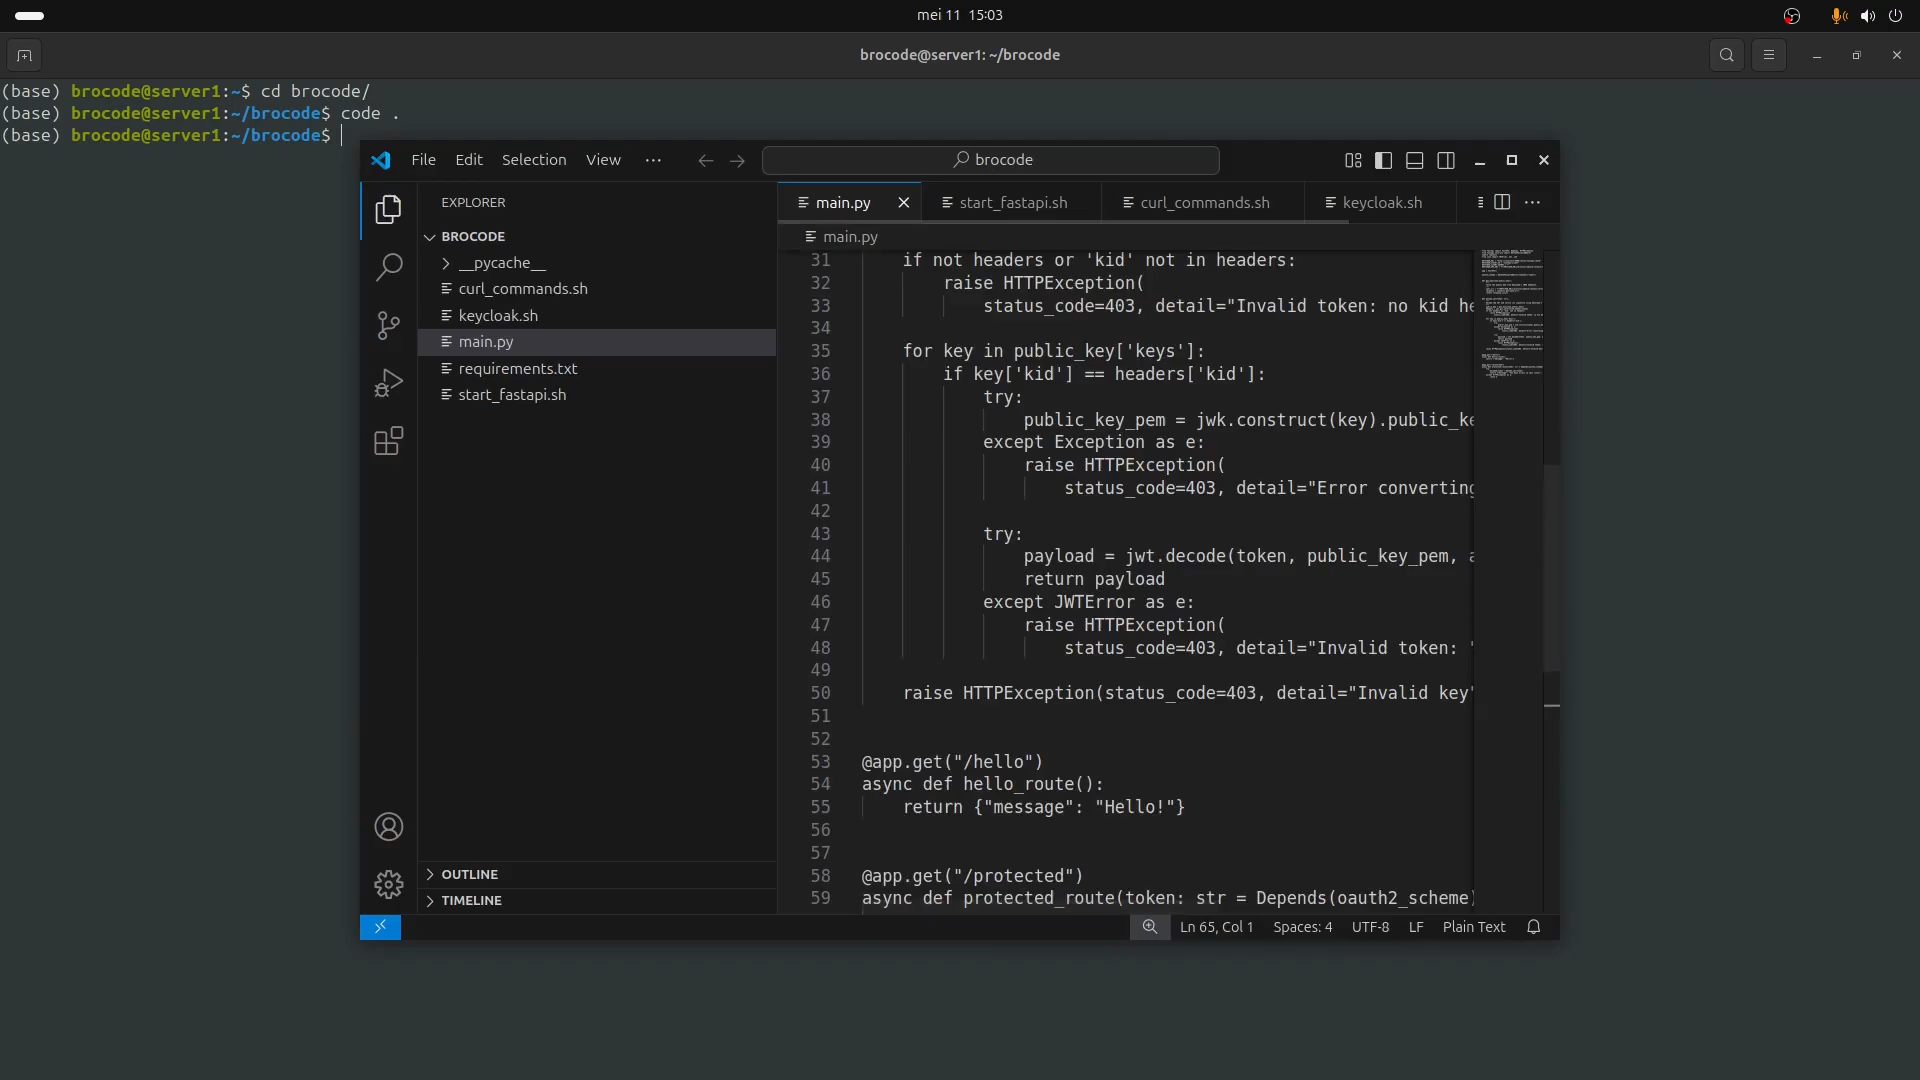 mei 11 15:03
brocode@server1: ~/brocode
(base) brocode@server1:~$ cd brocode/
(base) brocode@server1:~/brocode$ code .
(base) brocode@server1:~/brocode$
File Edit Selection View ··· brocode
EXPLORER
BROCODE
__pycache__
curl_commands.sh
keycloak.sh
main.py
requirements.txt
start_fastapi.sh
OUTLINE
TIMELINE
main.py start_fastapi.sh curl_commands.sh keycloak.sh
main.py
31 if not headers or 'kid' not in headers:
32 raise HTTPException(
33 status_code=403, detail="Invalid token: no kid he
34
35 for key in public_key['keys']:
36 if key['kid'] == headers['kid']:
37 try:
38 public_key_pem = jwk.construct(key).public_ke
39 except Exception as e:
40 raise HTTPException(
41 status_code=403, detail="Error converting
42
43 try:
44 payload = jwt.decode(token, public_key_pem, a
45 return payload
46 except JWTError as e:
47 raise HTTPException(
48 status_code=403, detail="Invalid token: "
49
50 raise HTTPException(status_code=403, detail="Invalid key"
51
52
53 @app.get("/hello")
54 async def hello_route():
55 return {"message": "Hello!"}
56
57
58 @app.get("/protected")
59 async def protected_route(token: str = Depends(oauth2_scheme)
Ln 65, Col 1 Spaces: 4 UTF-8 LF Plain Text